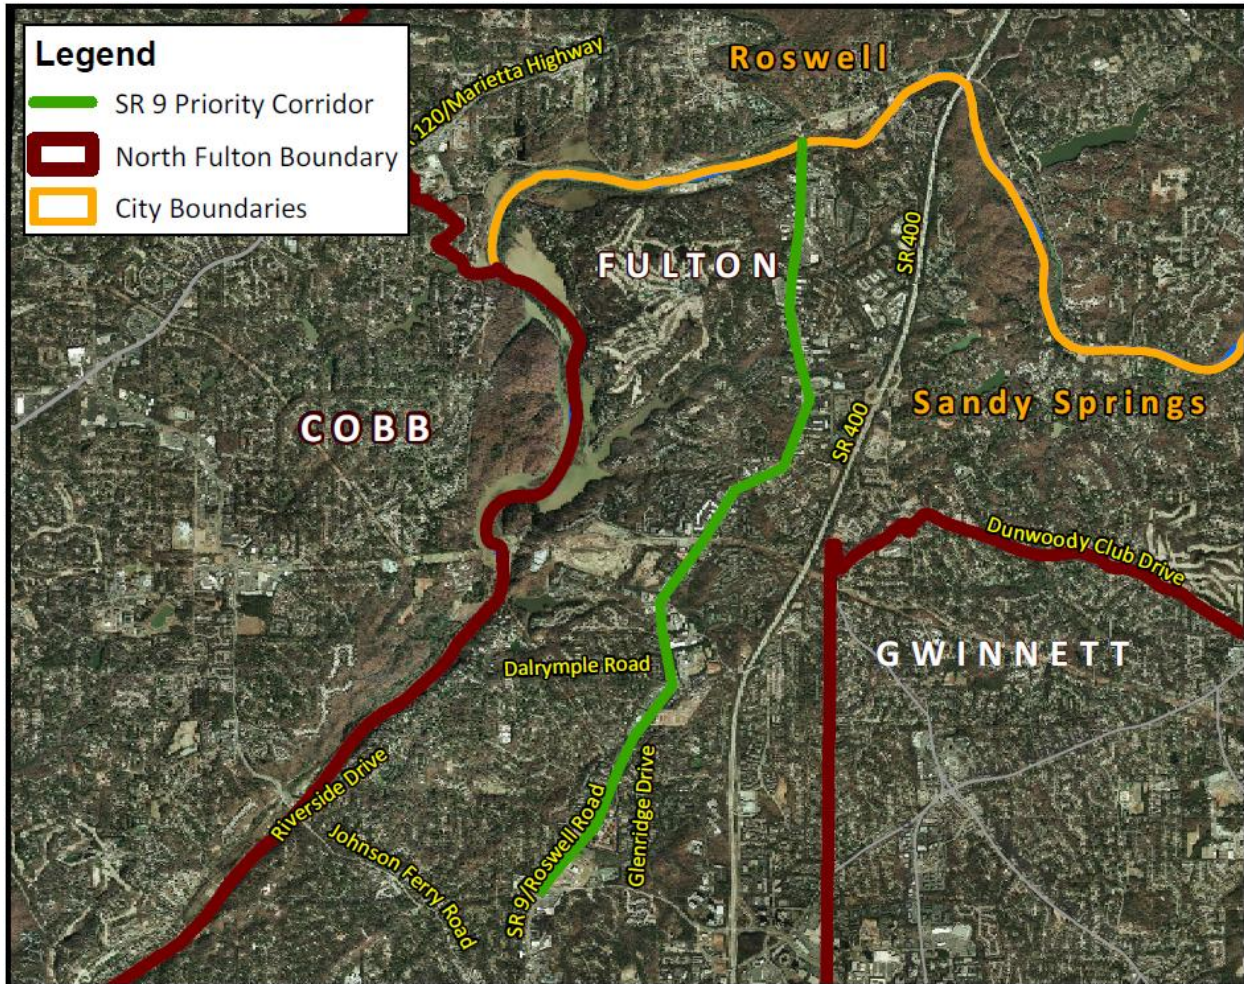 Legend
SR 9 Priority Corridor
North Fulton Boundary
City Boundaries
120/Marietta Highway
Roswell
FULTON
SR 400
COBB
Sandy Springs
SR 400
Dunwoody Club Drive
GWINNETT
Dalrymple Road
Riverside Drive
Johnson Ferry Road
SR 9/Roswell Road
Glenridge Drive